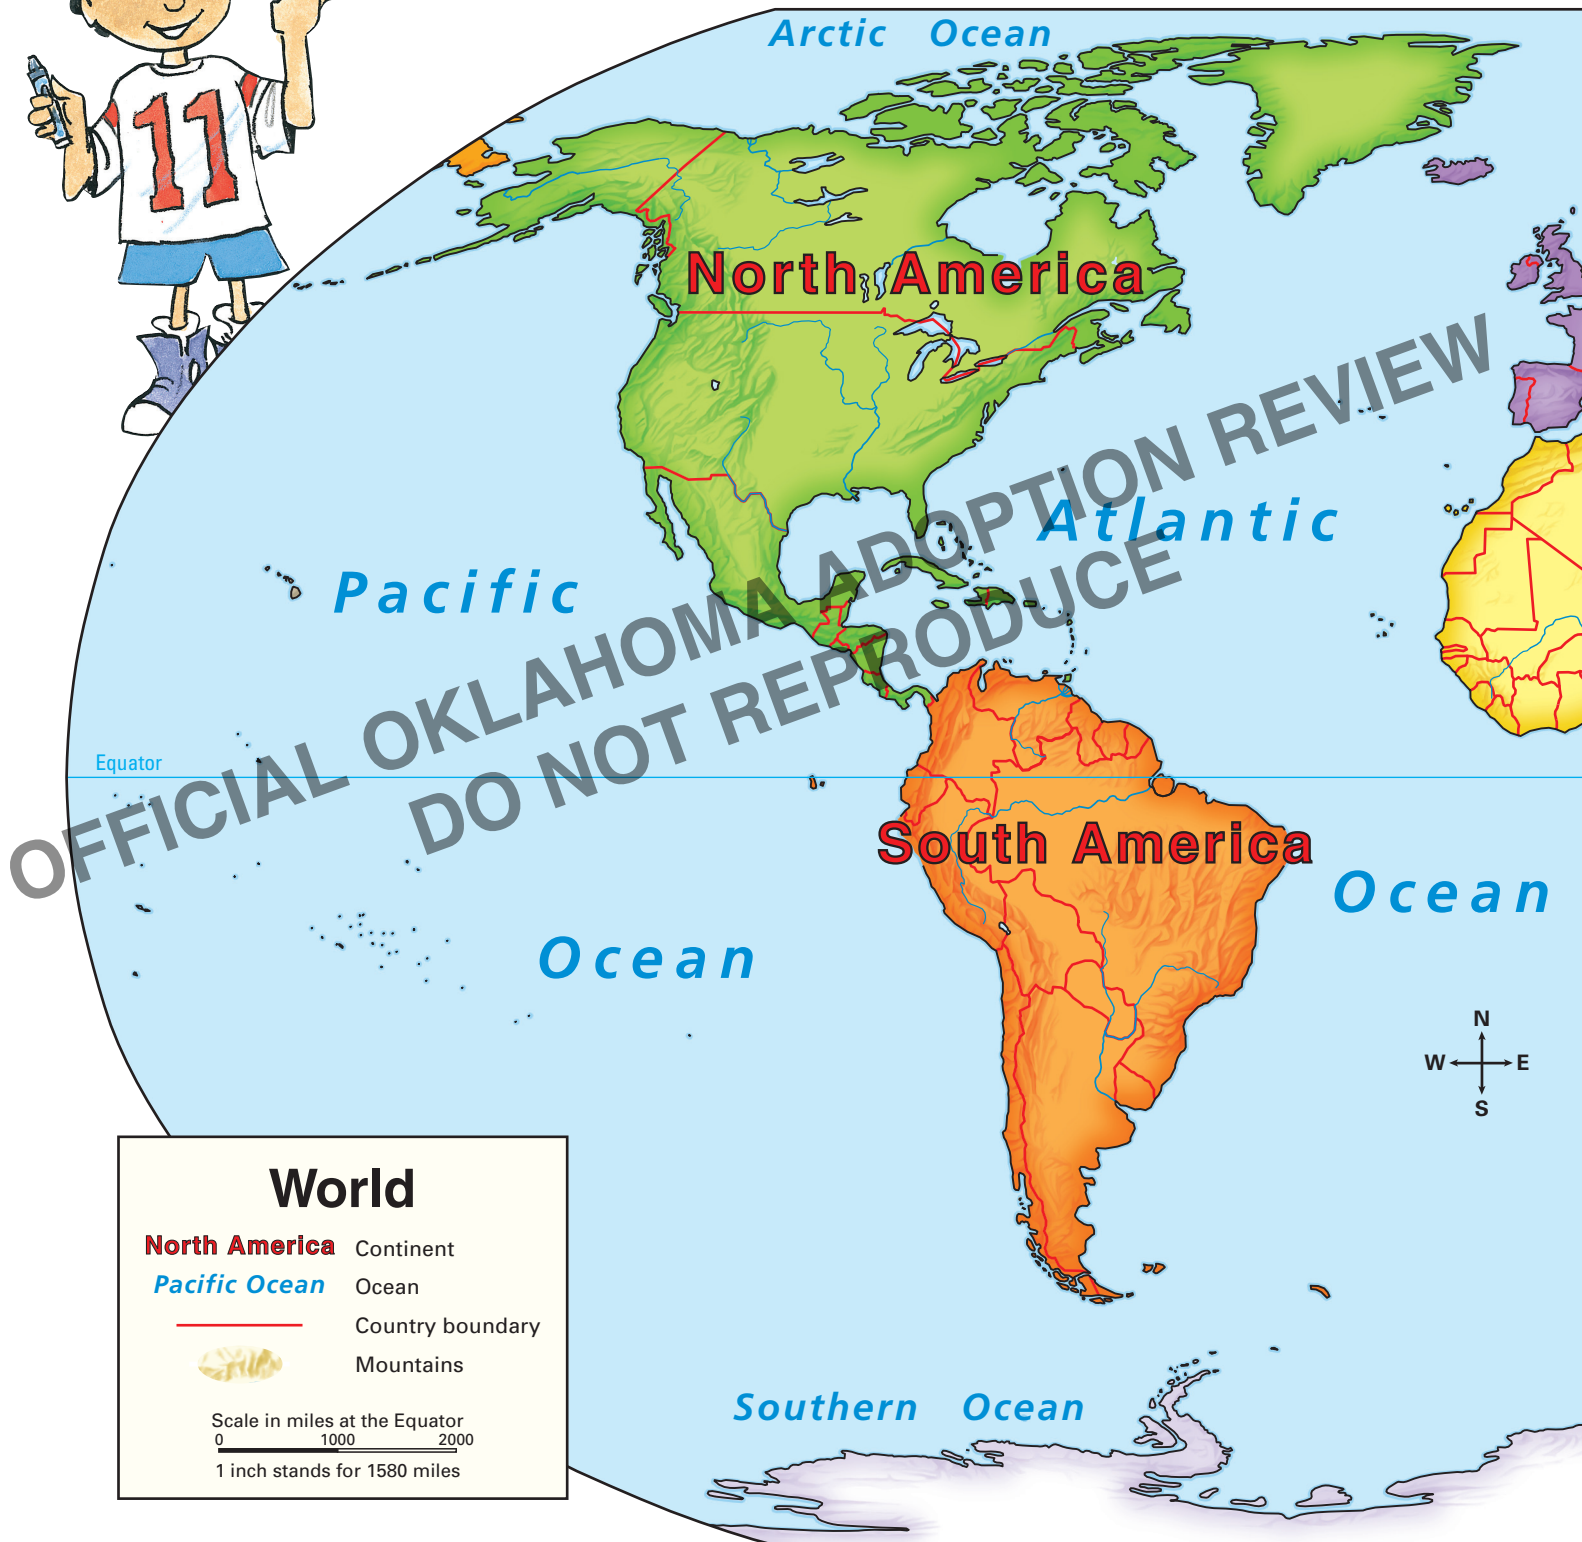 11
Arctic Ocean
North America
Atlantic
Pacific
OFFICIAL OKLAHOMA ADOPTION REVIEW
DO NOT REPRODUCE
Equator
South America
Ocean
Ocean
N
W E
S
World
North America Continent
Pacific Ocean Ocean
Country boundary
Mountains
Scale in miles at the Equator
0 1000 2000
1 inch stands for 1580 miles
Southern Ocean